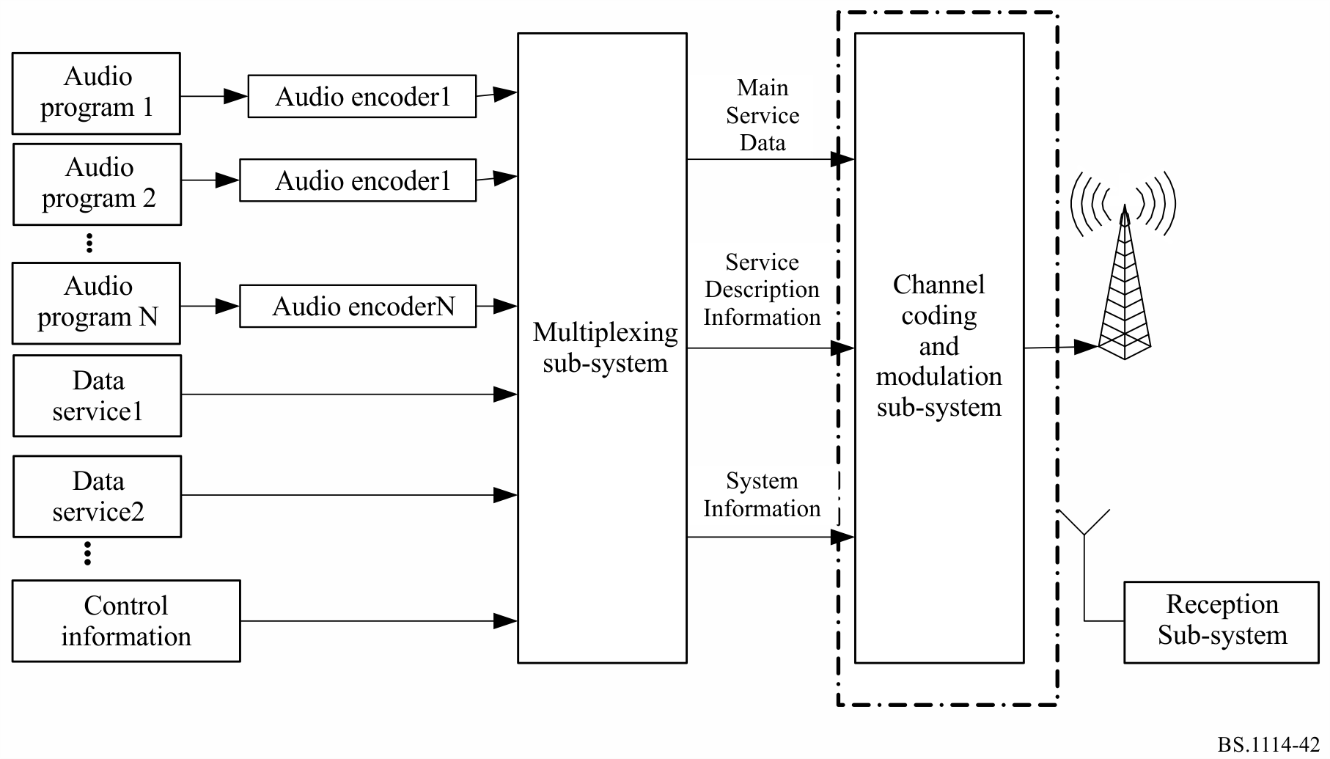 Audio
program 1
Audio encoder1
Audio
program 2
Audio encoder1
Audio
program N
Audio encoderN
Data
service1
Data
service2
Control
information
Multiplexing
sub-system
Main
Service
Data
Service
Description
Information
System
Information
Channel
coding
and
modulation
sub-system
Reception
Sub-system
BS.1114-42